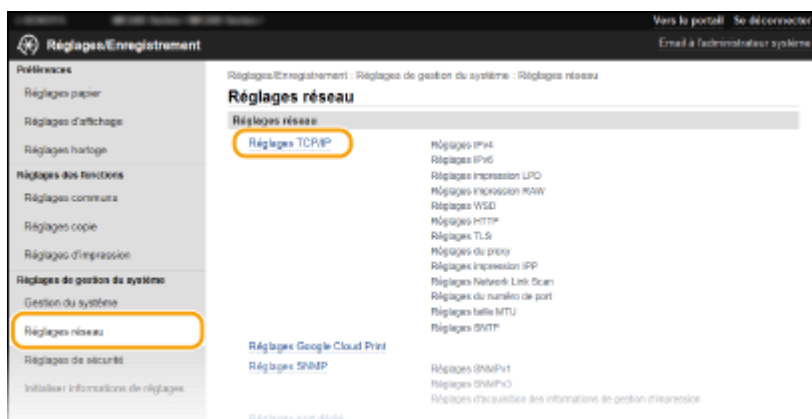 Vers le portail Se déconnecter
Réglages/Enregistrement
Email à l'administrateur système
Préférences
Réglages papier
Réglages d'affichage
Réglages horloge
Réglages des fonctions
Réglages communs
Réglages copie
Réglages d'impression
Réglages de gestion du système
Gestion du système
Réglages réseau
Réglages de sécurité
Initialiser informations de réglages
Réglages/Enregistrement : Réglages de gestion du système : Réglages réseau
Réglages réseau
Réglages réseau
Réglages TCP/IP
Réglages IPv4
Réglages IPv6
Réglages impression LPD
Réglages impression RAW
Réglages WSD
Réglages HTTP
Réglages TLS
Réglages du proxy
Réglages impression IPP
Réglages Network Link Scan
Réglages du numéro de port
Réglages taille MTU
Réglages SNTP
Réglages Google Cloud Print
Réglages SNMP
Réglages SNMPv1
Réglages SNMPv3
Réglages d'acquisition des informations de gestion d'impression
Réglages port dédié